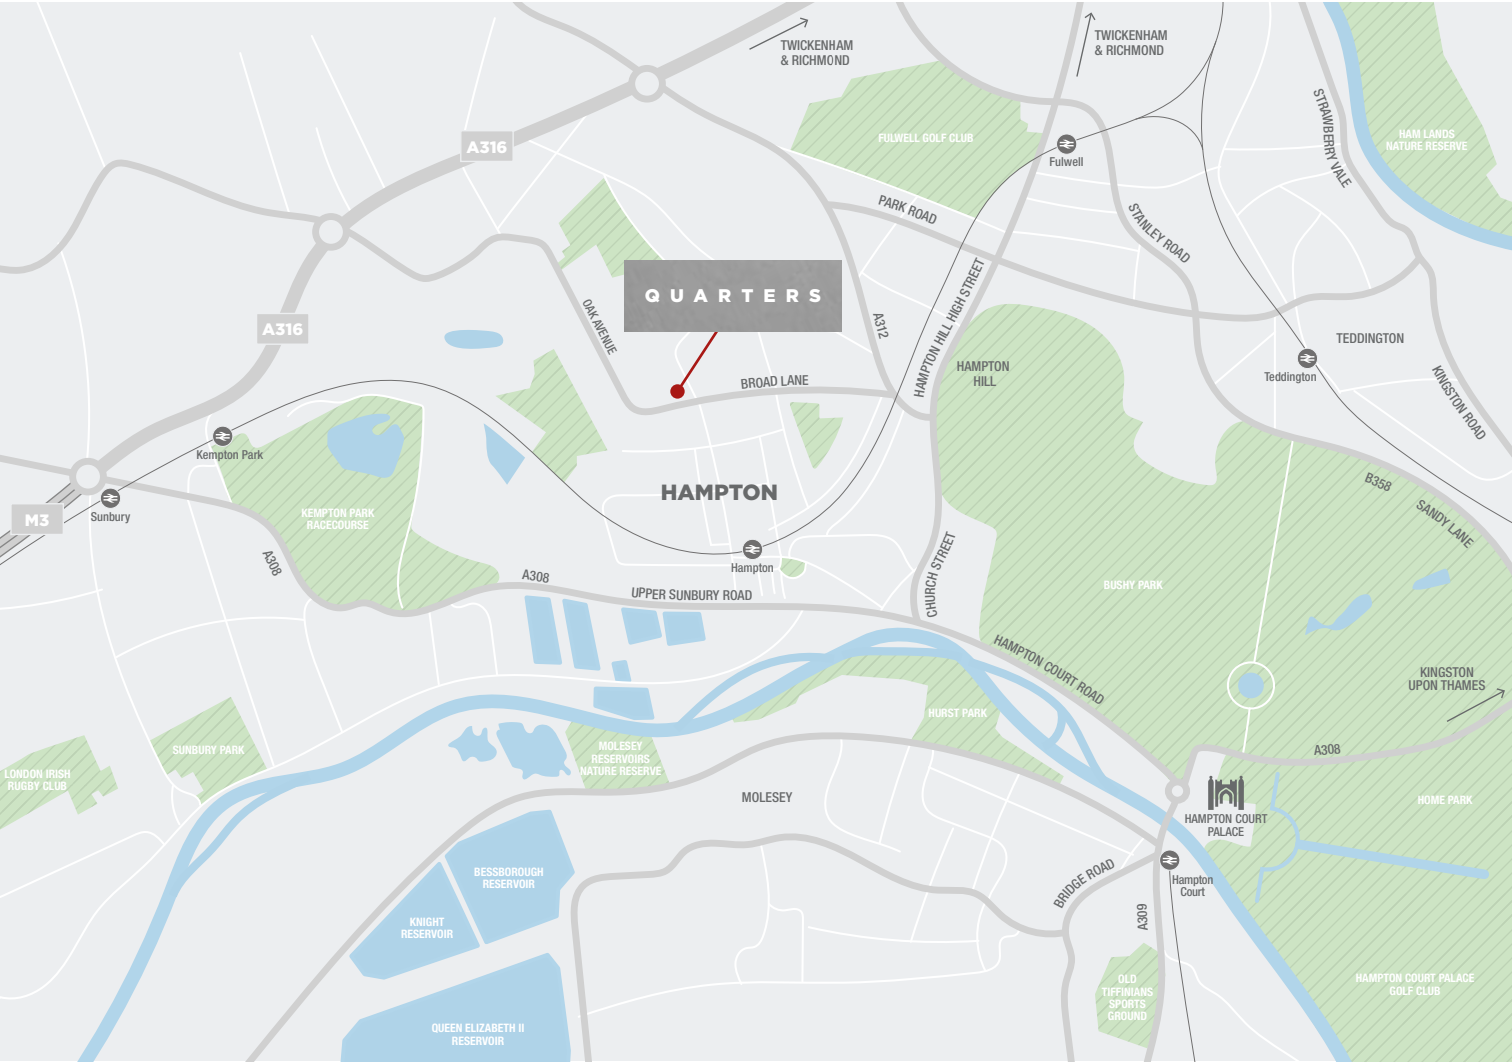 TWICKENHAM
& RICHMOND
TWICKENHAM
& RICHMOND
STRAWBERRY VALE
HAM LANDS
NATURE RESERVE
FULWELL GOLF CLUB
Fulwell
A316
PARK ROAD
STANLEY ROAD
QUARTERS
OAK AVENUE
A312
HAMPTON HILL HIGH STREET
A316
TEDDINGTON
Teddington
HAMPTON
HILL
KINGSTON ROAD
BROAD LANE
Kempton Park
HAMPTON
B358
SANDY LANE
M3
Sunbury
KEMPTON PARK
RACECOURSE
A308
A308
Hampton
UPPER SUNBURY ROAD
CHURCH STREET
BUSHY PARK
HAMPTON COURT ROAD
KINGSTON
UPON THAMES
HURST PARK
SUNBURY PARK
MOLESEY
RESERVOIRS
NATURE RESERVE
A308
LONDON IRISH
RUGBY CLUB
MOLESEY
HOME PARK
HAMPTON COURT
PALACE
BESSBOROUGH
RESERVOIR
BRIDGE ROAD
Hampton
Court
KNIGHT
RESERVOIR
A309
OLD
TIFFINIANS
SPORTS
GROUND
HAMPTON COURT PALACE
GOLF CLUB
QUEEN ELIZABETH II
RESERVOIR